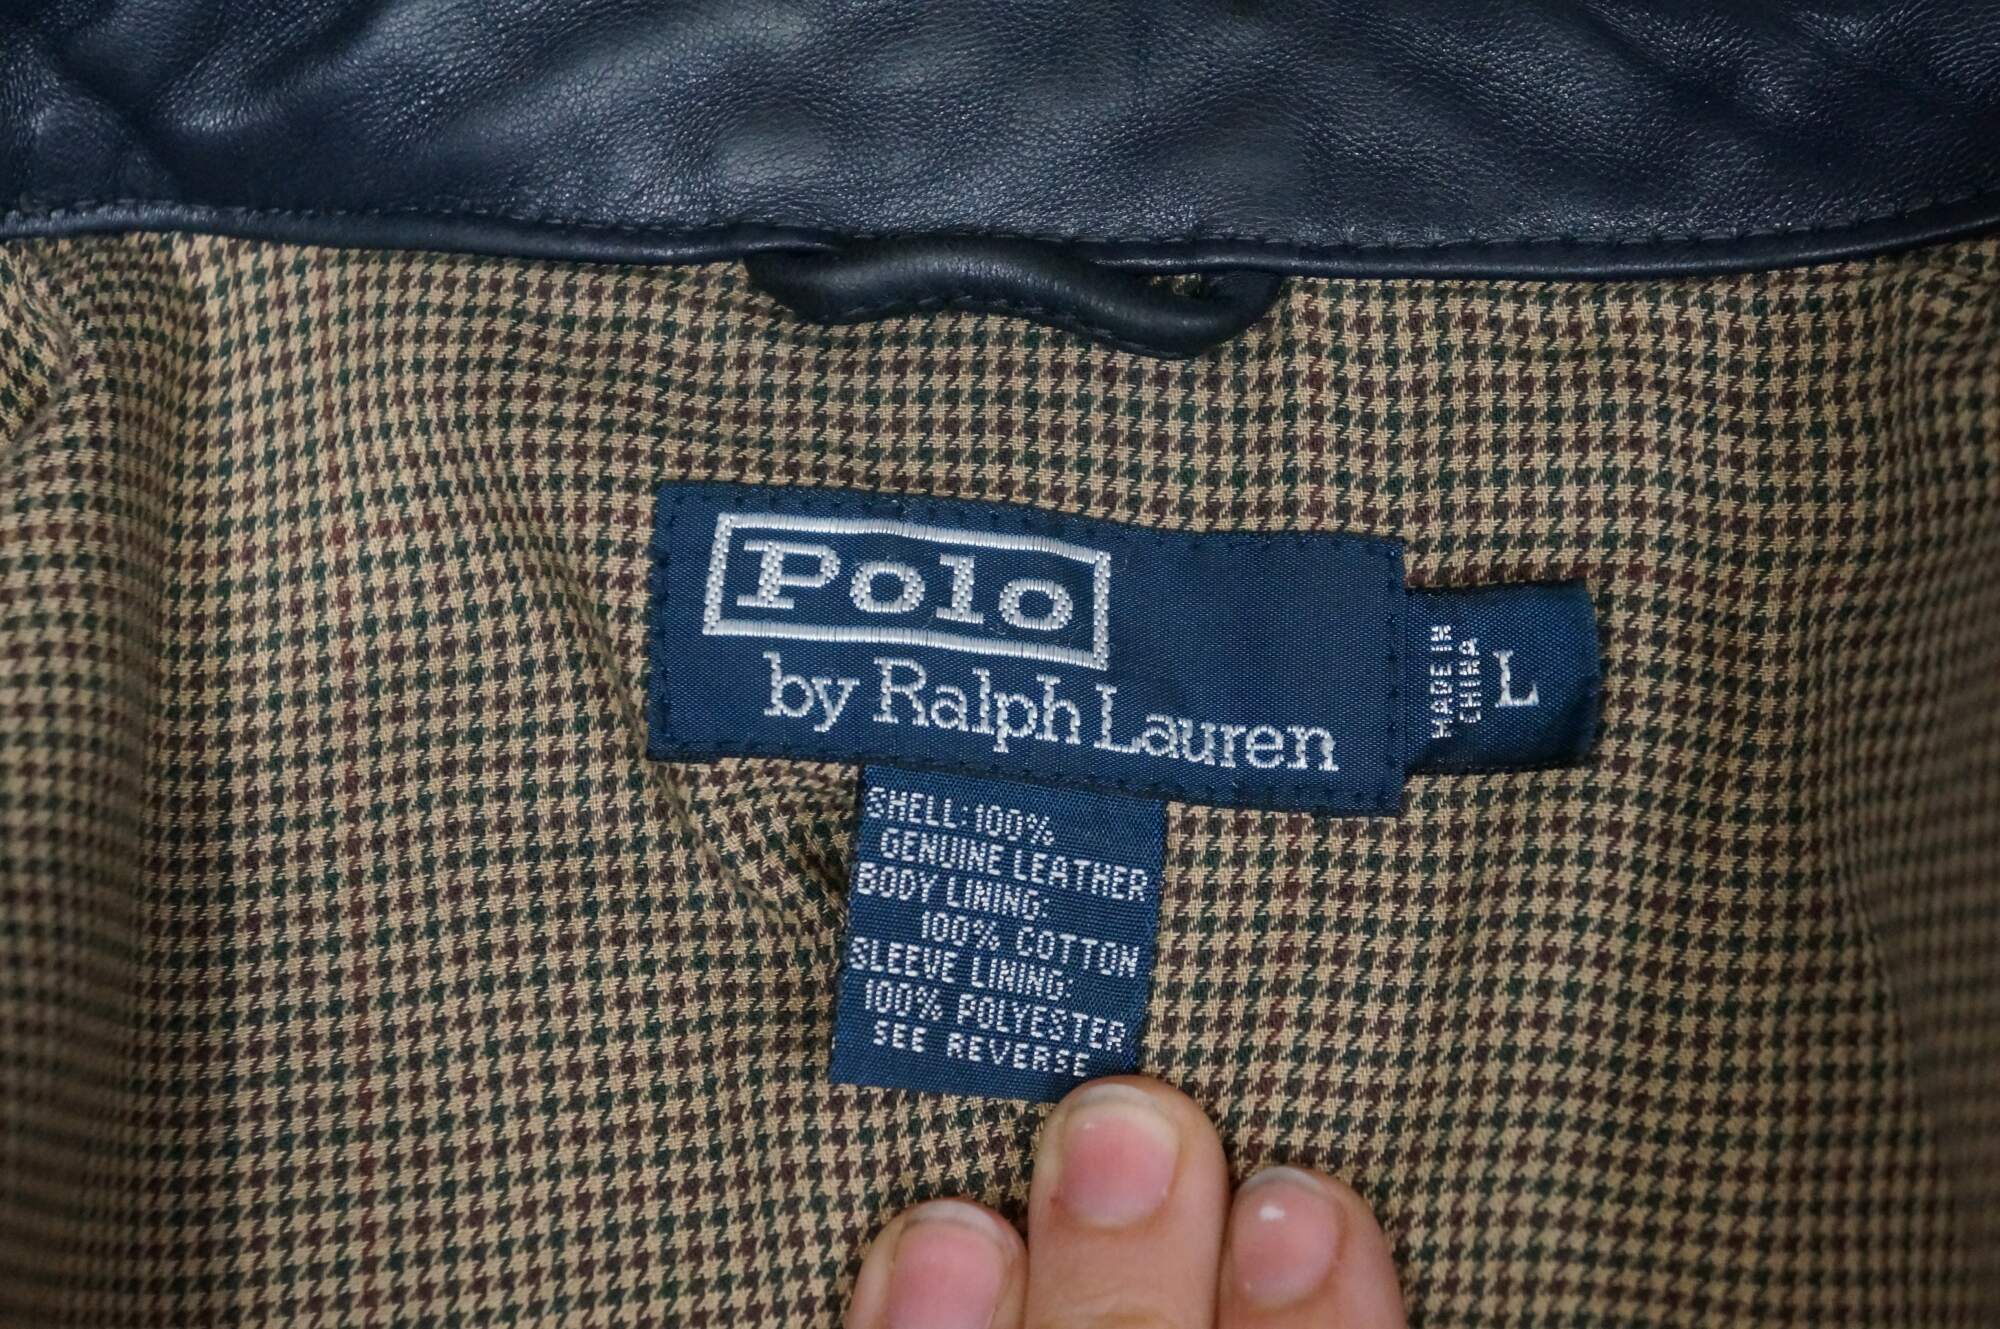 Polo
by Ralph Lauren
MADE IN
CHINA
L
SHELL:100%
GENUINE LEATHER
BODY LINING:
100% COTTON
SLEEVE LINING:
100% POLYESTER
SEE REVERSE